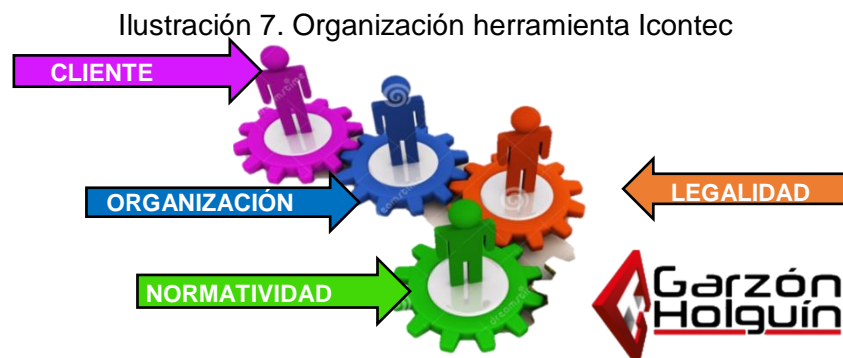 Ilustración 7. Organización herramienta Icontec
CLIENTE
ORGANIZACIÓN
LEGALIDAD
NORMATIVIDAD
Garzón
Holguín